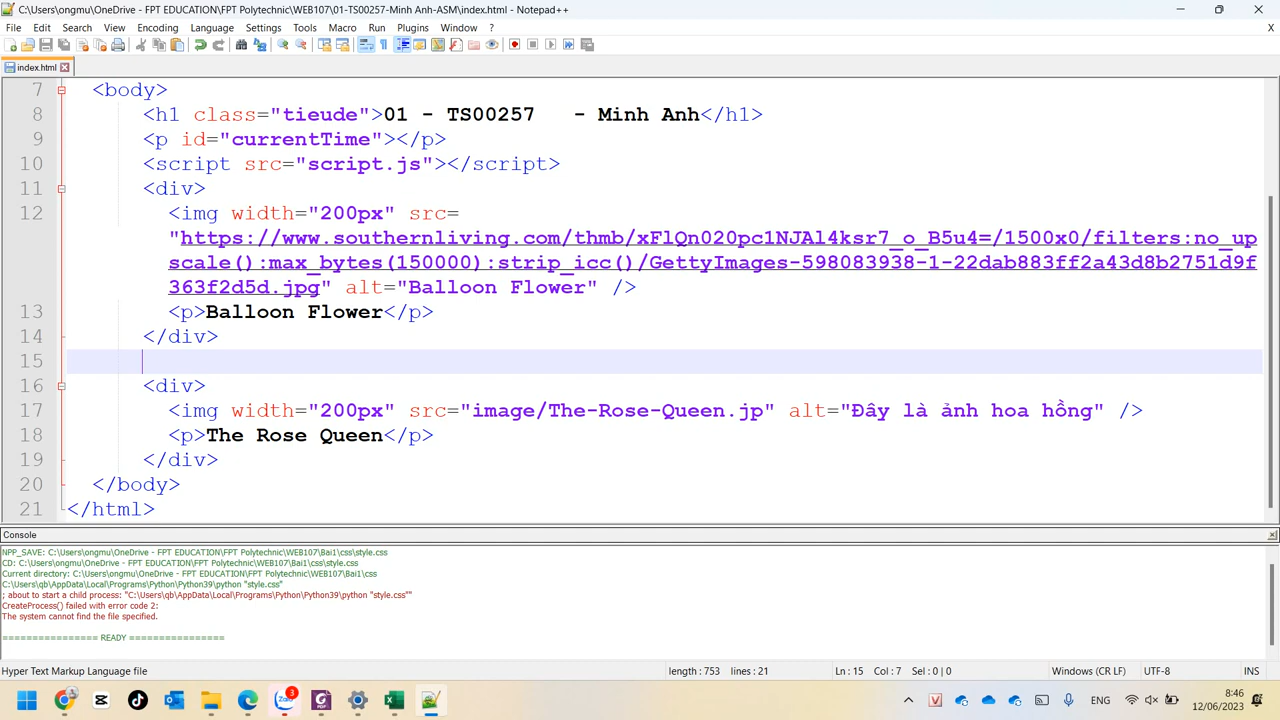 C:\Users\ongmu\OneDrive - FPT EDUCATION\FPT Polytechnic\WEB107\01-TS00257-Minh Anh-ASM\index.html - Notepad++
File Edit Search View Encoding Language Settings Tools Macro Run Plugins Window ? X
index.html
7 <body>
8 <h1 class="tieude">01 - TS00257   - Minh Anh</h1>
9 <p id="currentTime"></p>
10 <script src="script.js"></script>
11 <div>
12 <img width="200px" src=
"https://www.southernliving.com/thmb/xFlQn020pc1NJAl4ksr7_o_B5u4=/1500x0/filters:no_up
scale():max_bytes(150000):strip_icc()/GettyImages-598083938-1-22dab883ff2a43d8b2751d9f
363f2d5d.jpg" alt="Balloon Flower" />
13 <p>Balloon Flower</p>
14 </div>
15
16 <div>
17 <img width="200px" src="image/The-Rose-Queen.jp" alt="Đây là ảnh hoa hồng" />
18 <p>The Rose Queen</p>
19 </div>
20 </body>
21 </html>
Console
NPP_SAVE: C:\Users\ongmu\OneDrive - FPT EDUCATION\FPT Polytechnic\WEB107\Bai1\css\style.css
CD: C:\Users\ongmu\OneDrive - FPT EDUCATION\FPT Polytechnic\WEB107\Bai1\css
Current directory: C:\Users\ongmu\OneDrive - FPT EDUCATION\FPT Polytechnic\WEB107\Bai1\css
C:\Users\qb\AppData\Local\Programs\Python\Python39\python "style.css"
; about to start a child process: "C:\Users\qb\AppData\Local\Programs\Python\Python39\python "style.css""
CreateProcess() failed with error code 2:
The system cannot find the file specified.
================ READY ================
Hyper Text Markup Language file length : 753 lines : 21 Ln : 15 Col : 7 Sel : 0 | 0 Windows (CR LF) UTF-8 INS
Zalo 3 V ENG 8:46
12/06/2023